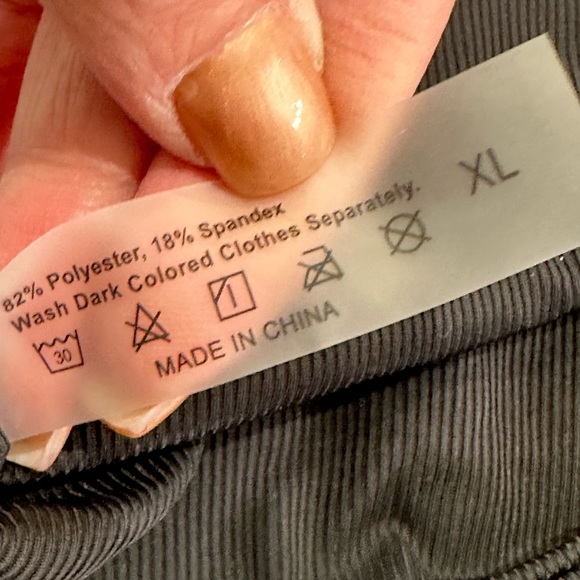 XL
82% Polyester, 18% Spandex
Wash Dark Colored Clothes Separately.
30
MADE IN CHINA